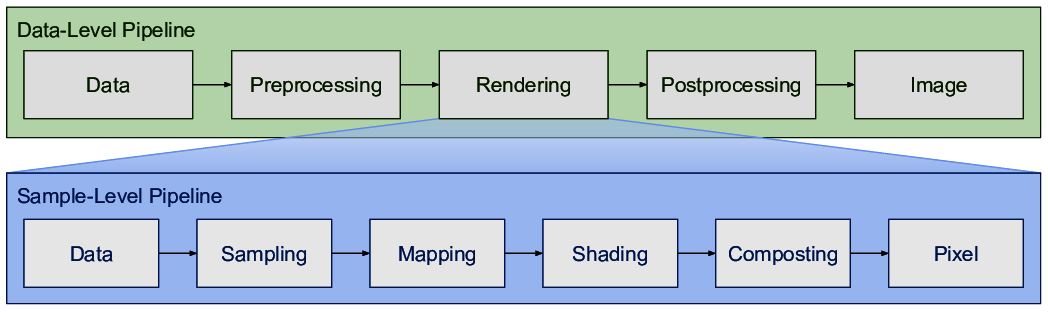 Data-Level Pipeline
Data
Preprocessing
Rendering
Postprocessing
Image
Sample-Level Pipeline
Data
Sampling
Mapping
Shading
Composting
Pixel